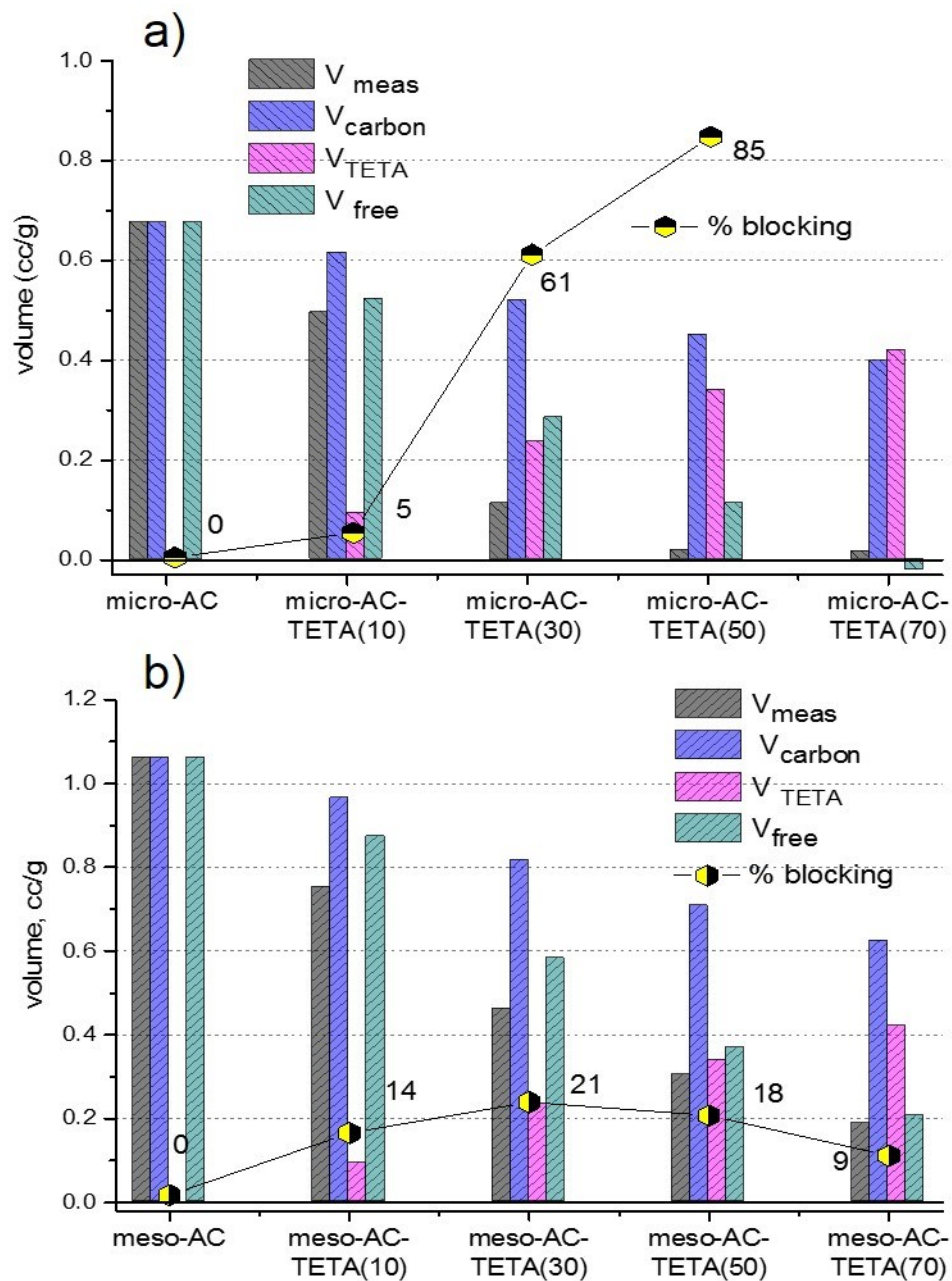 a)
1.0
0.8
0.6
0.4
0.2
0.0
volume (cc/g)
V meas
V carbon
V TETA
V free
% blocking
0
5
61
85
micro-AC
micro-AC-
TETA(10)
micro-AC-
TETA(30)
micro-AC-
TETA(50)
micro-AC-
TETA(70)
b)
1.2
1.0
0.8
0.6
0.4
0.2
0.0
volume, cc/g
V meas
V carbon
V TETA
V free
% blocking
0
14
21
18
9
meso-AC
meso-AC-
TETA(10)
meso-AC-
TETA(30)
meso-AC-
TETA(50)
meso-AC-
TETA(70)